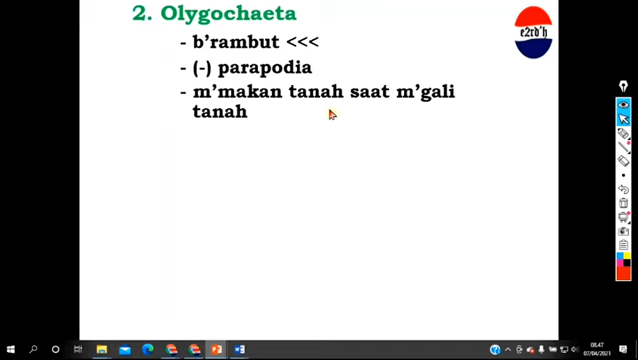 2. Olygochaeta
e2rd'h
- b'rambut <<<
- (-) parapodia
- m'makan tanah saat m'gali
tanah
08.47
07/04/2021